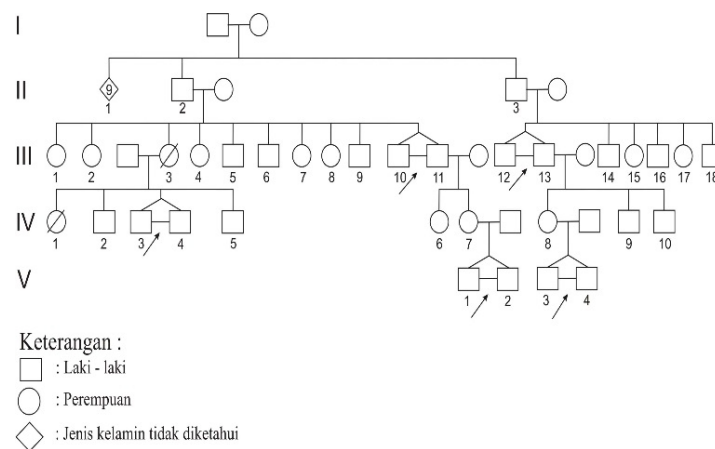 I
9
II
1 2 3
III
1 2 3 4 5 6 7 8 9 10 11 12 13 14 15 16 17 18
IV
1 2 3 4 5 6 7 8 9 10
V
1 2 3 4
Keterangan :
: Laki - laki
: Perempuan
: Jenis kelamin tidak diketahui